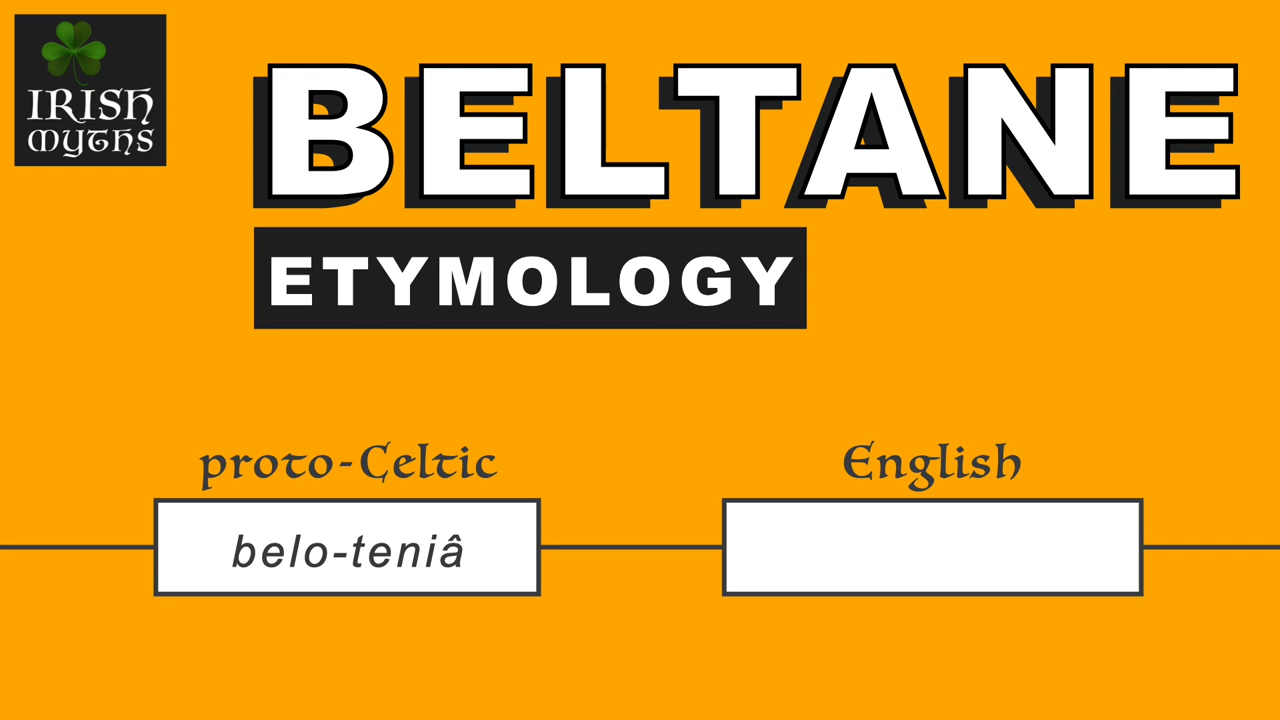 IRISH
MYTHS
BELTANE
ETYMOLOGY
proto-Celtic
English
belo-teniâ